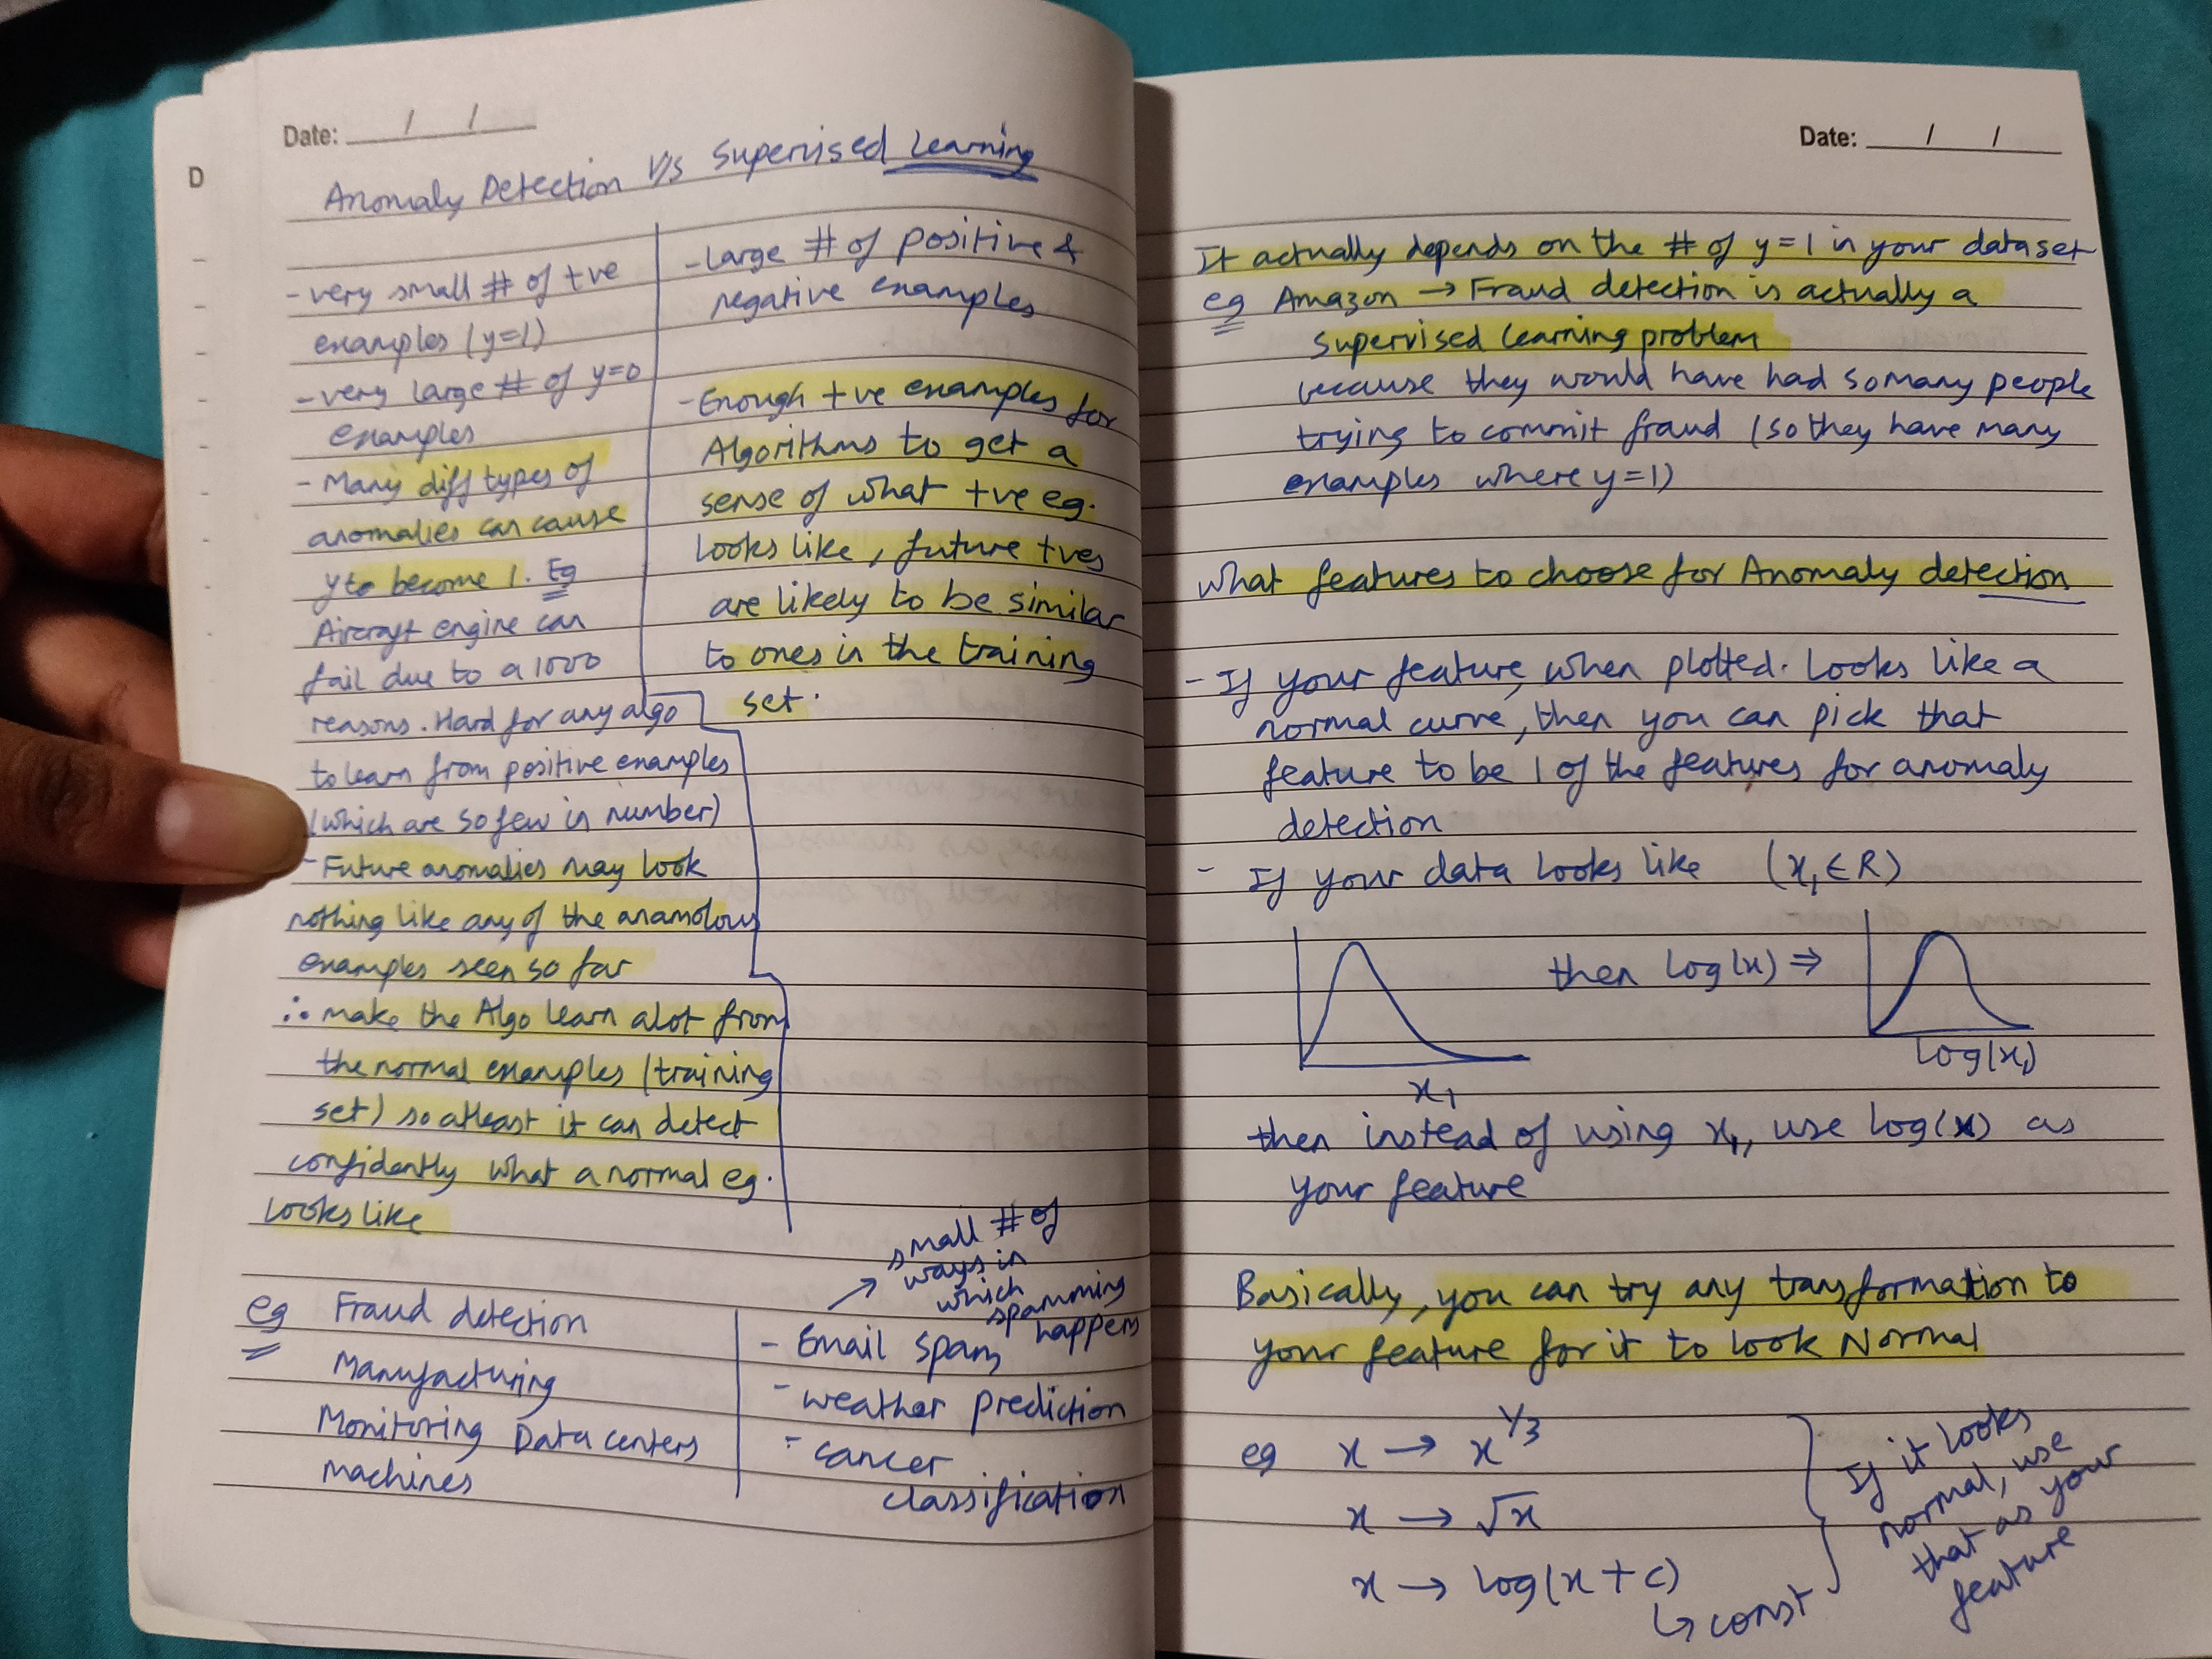 Date: / /
D
Anomaly Detection V/s Supervised Learning
- very small # of +ve
examples (y=1)
- very large # of y=0
examples
- Many diff types of
anomalies can cause
y to become 1. Eg
Aircraft engine can
fail due to a 1000
reasons. Hard for any algo
to learn from positive examples
(which are so few in number)
- Future anomalies may look
nothing like any of the anamolous
examples seen so far
∴ make the Algo learn alot from
the normal examples (training
set) so atleast it can detect
confidently what a normal eg.
looks like
- Large # of positive &
negative examples
- Enough +ve examples for
Algorithms to get a
sense of what +ve eg.
looks like, future +ves
are likely to be similar
to ones in the training
set.
eg Fraud detection
Manufacturing
Monitoring Data centers
machines
→ small # of
ways in
which
spamming
happens
- Email spam
- weather prediction
- cancer
classification
Date: / /
It actually depends on the # of y=1 in your dataset
eg Amazon → Fraud detection is actually a
supervised learning problem
because they would have had so many people
trying to commit fraud (so they have many
examples where y=1)
What features to choose for Anomaly detection
- If your feature, when plotted. Looks like a
normal curve, then you can pick that
feature to be 1 of the features for anomaly
detection
- If your data looks like (x₁ ∈ R)
then log(x) ⇒
x₁
log(x₁)
then instead of using x₁, use log(x) as
your feature
Basically, you can try any transformation to
your feature for it to look Normal
eg x → x^1/3
x → √x
x → log(x + c)
↳ const
If it looks
normal, use
that as your
feature